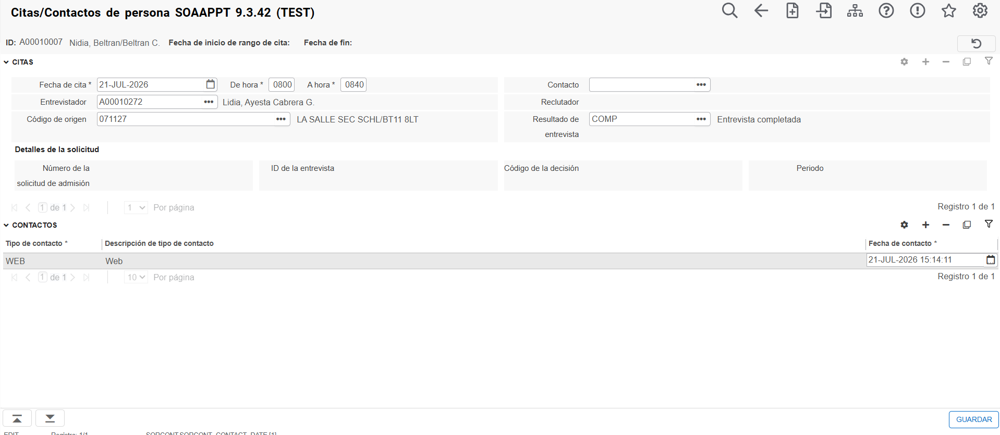 Citas/Contactos de persona SOAAPPT 9.3.42 (TEST)
ID: A00010007 Nidia, Beltran/Beltran C. Fecha de inicio de rango de cita: Fecha de fin:
CITAS
Fecha de cita * 21-JUL-2026 De hora * 0800 A hora * 0840 Contacto
Entrevistador A00010272 Lidia, Ayesta Cabrera G. Reclutador
Código de origen 071127 LA SALLE SEC SCHL/BT11 8LT Resultado de entrevista COMP Entrevista completada
Detalles de la solicitud
Número de la solicitud de admisión ID de la entrevista Código de la decisión Periodo
1 de 1 1 Por página Registro 1 de 1
CONTACTOS
Tipo de contacto * Descripción de tipo de contacto Fecha de contacto *
WEB Web 21-JUL-2026 15:14:11
1 de 1 10 Por página Registro 1 de 1
GUARDAR
EDIT Registro: 1/1 SORCONT.SORCONT_CONTACT_DATE [1]